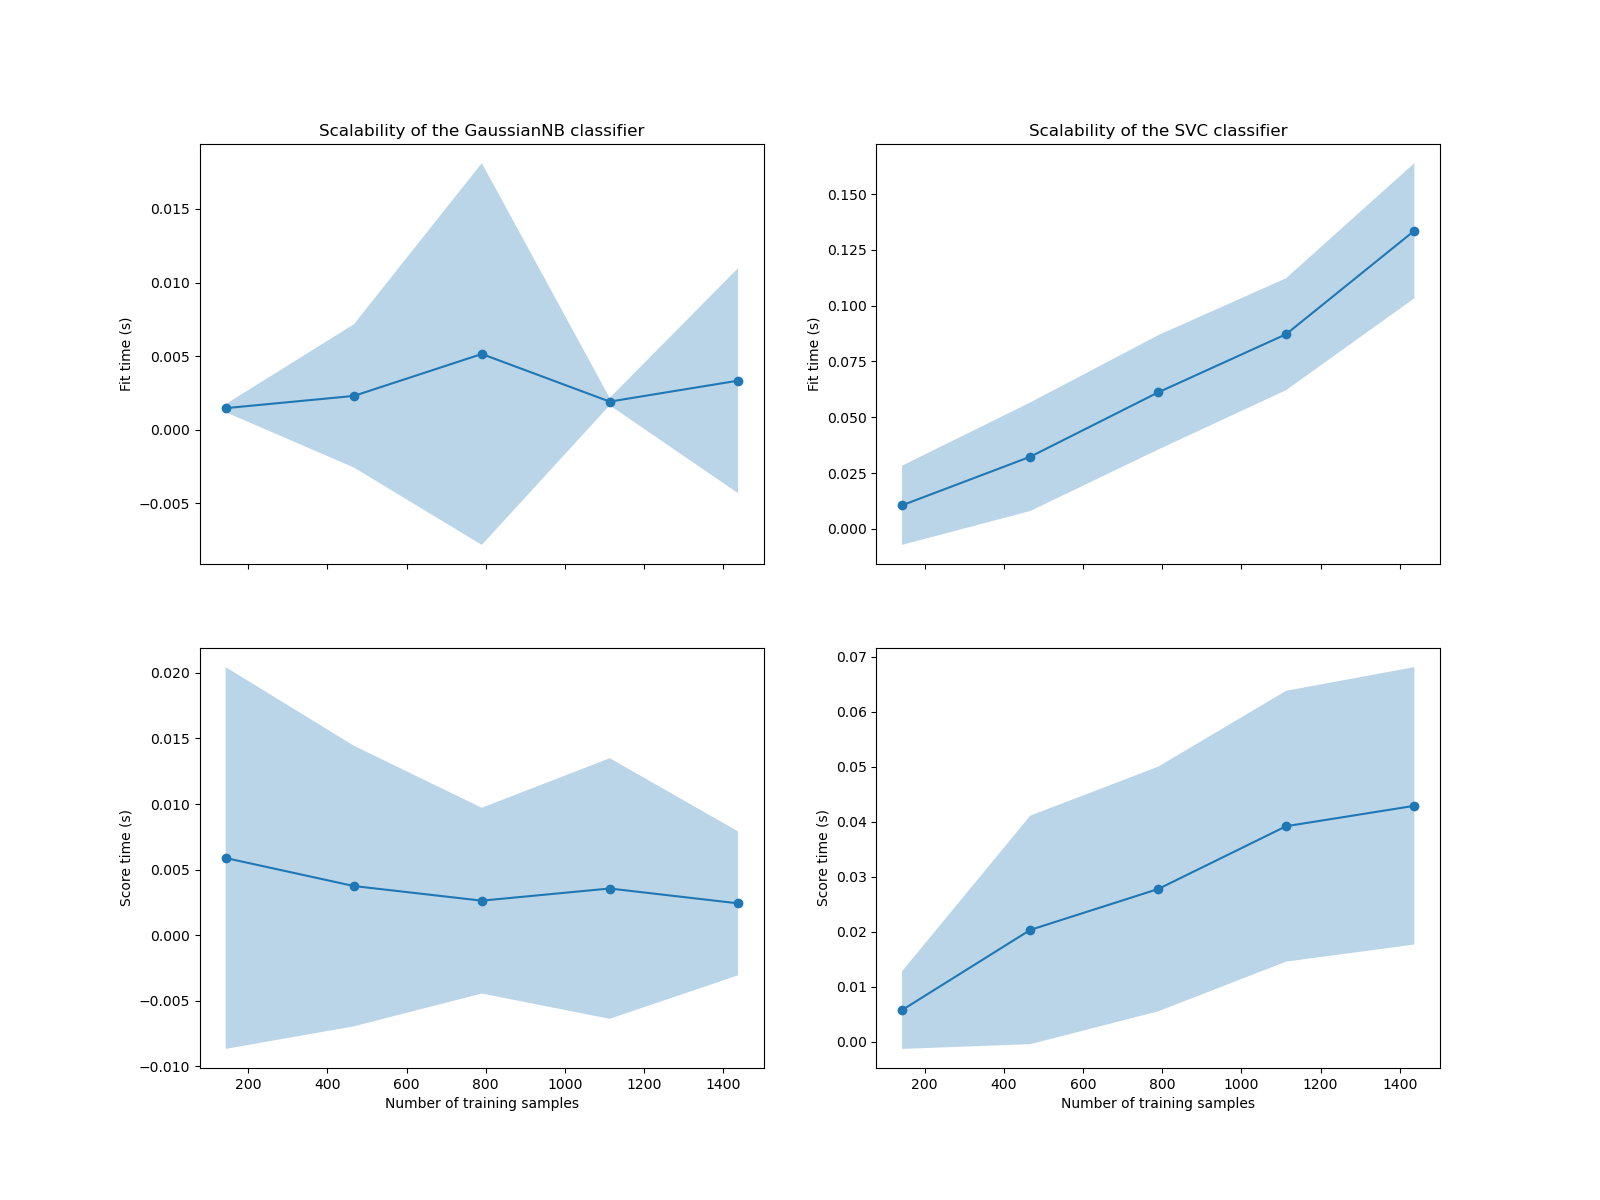 Scalability of the GaussianNB classifier
Fit time (s)
0.015
0.010
0.005
0.000
−0.005
Scalability of the SVC classifier
Fit time (s)
0.150
0.125
0.100
0.075
0.050
0.025
0.000
Score time (s)
0.020
0.015
0.010
0.005
0.000
−0.005
−0.010
200 400 600 800 1000 1200 1400
Number of training samples
Score time (s)
0.07
0.06
0.05
0.04
0.03
0.02
0.01
0.00
200 400 600 800 1000 1200 1400
Number of training samples